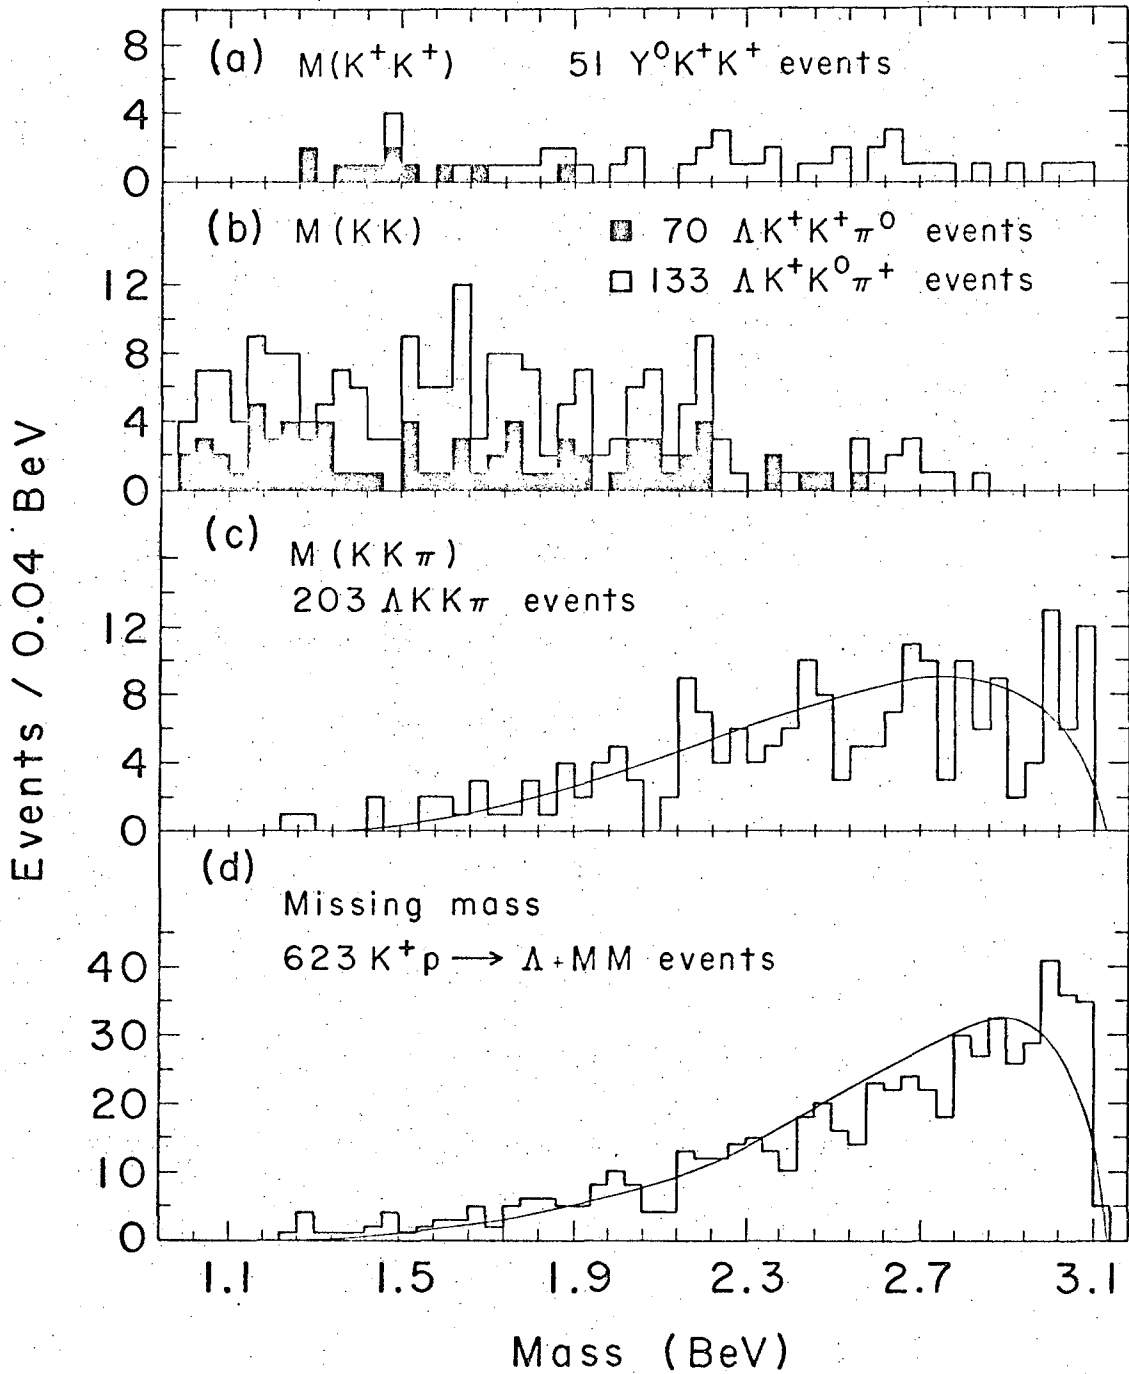 8
4
0
(a) M(K⁺K⁺) 51 Y⁰K⁺K⁺ events
(b) M(KK)
70 ΛK⁺K⁺π⁰ events
133 ΛK⁺K⁰π⁺ events
12
8
4
0
(c)
M(KKπ)
203 ΛKKπ events
12
8
4
0
(d)
Missing mass
623 K⁺p → Λ+MM events
40
30
20
10
0
Events / 0.04 BeV
1.1 1.5 1.9 2.3 2.7 3.1
Mass (BeV)